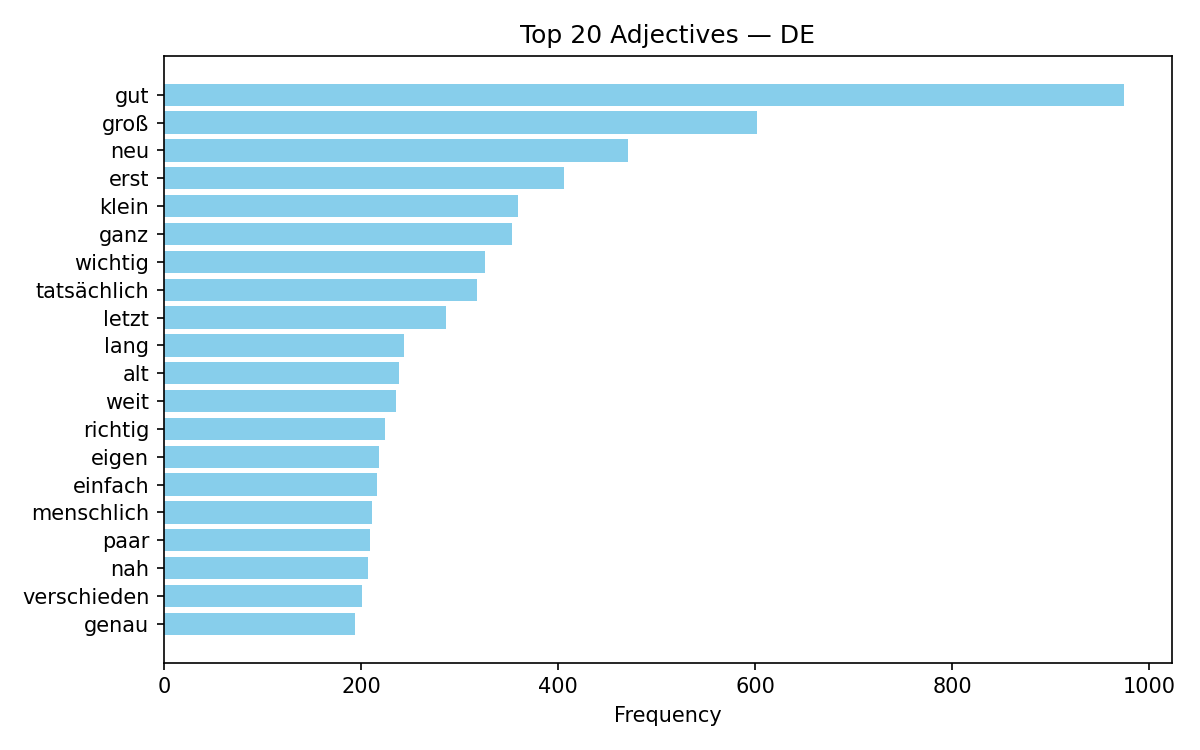 Top 20 Adjectives — DE
gut
groß
neu
erst
klein
ganz
wichtig
tatsächlich
letzt
lang
alt
weit
richtig
eigen
einfach
menschlich
paar
nah
verschieden
genau
0 200 400 600 800 1000
Frequency